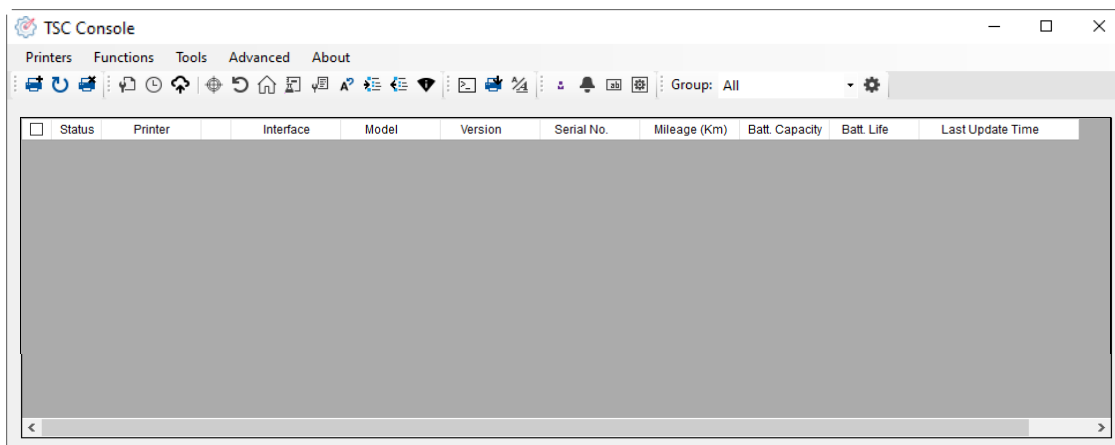 TSC Console
Printers Functions Tools Advanced About
Group: All
Status Printer Interface Model Version Serial No. Mileage (Km) Batt. Capacity Batt. Life Last Update Time